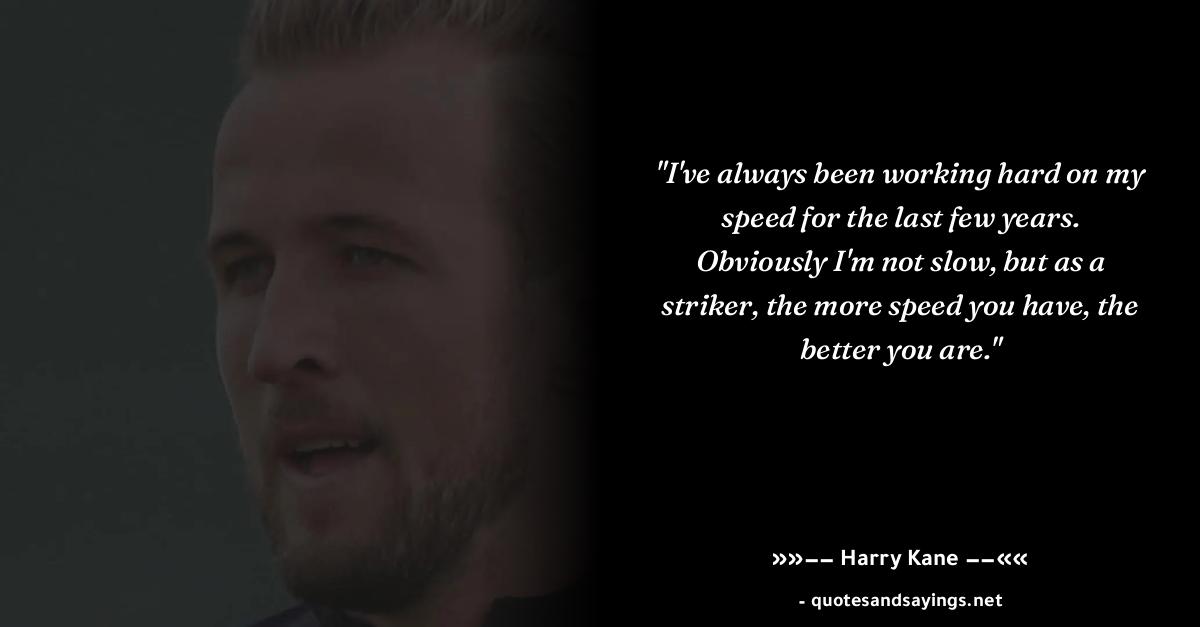 "I've always been working hard on my
speed for the last few years.
Obviously I'm not slow, but as a
striker, the more speed you have, the
better you are."
»»–– Harry Kane ––««
- quotesandsayings.net